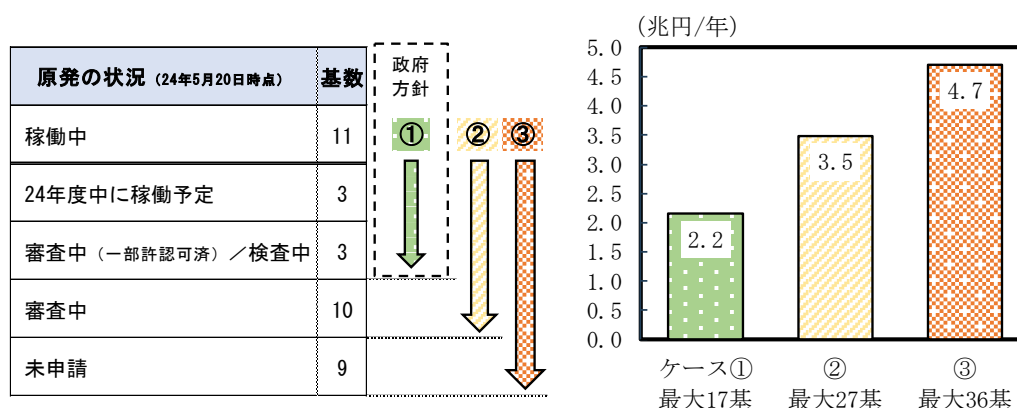 原発の状況（24年5月20日時点） 基数
政府
方針
① ② ③
稼働中 11
24年度中に稼働予定 3
審査中（一部許認可済）／検査中 3
審査中 10
未申請 9
(兆円/年)
5.0
4.5
4.0
3.5
3.0
2.5
2.0
1.5
1.0
0.5
0.0
2.2
3.5
4.7
ケース① ② ③
最大17基 最大27基 最大36基